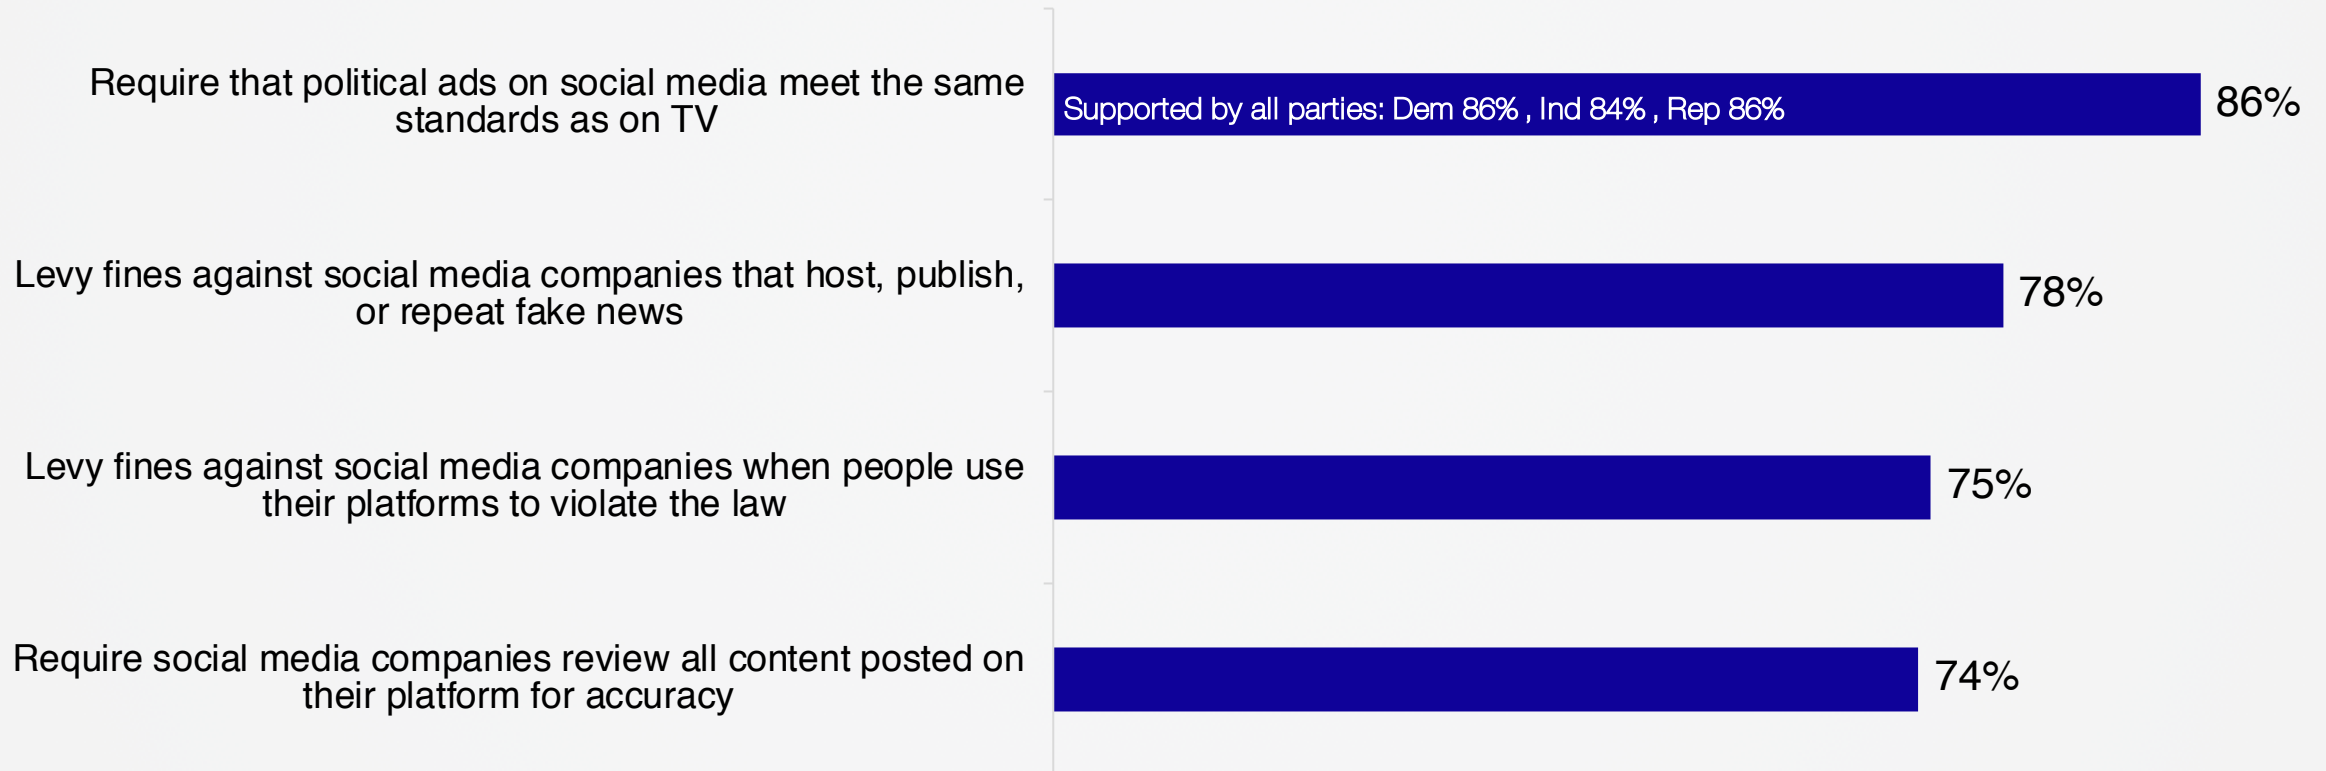 Require that political ads on social media meet the same
standards as on TV
Supported by all parties: Dem 86% , Ind 84% , Rep 86%
86%
Levy fines against social media companies that host, publish,
or repeat fake news
78%
Levy fines against social media companies when people use
their platforms to violate the law
75%
Require social media companies review all content posted on
their platform for accuracy
74%